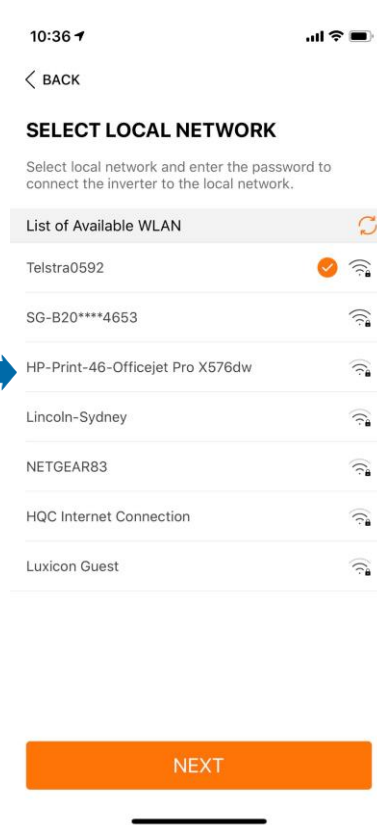 10:36
BACK
SELECT LOCAL NETWORK
Select local network and enter the password to
connect the inverter to the local network.
List of Available WLAN
Telstra0592
SG-B20****4653
HP-Print-46-Officejet Pro X576dw
Lincoln-Sydney
NETGEAR83
HQC Internet Connection
Luxicon Guest
NEXT